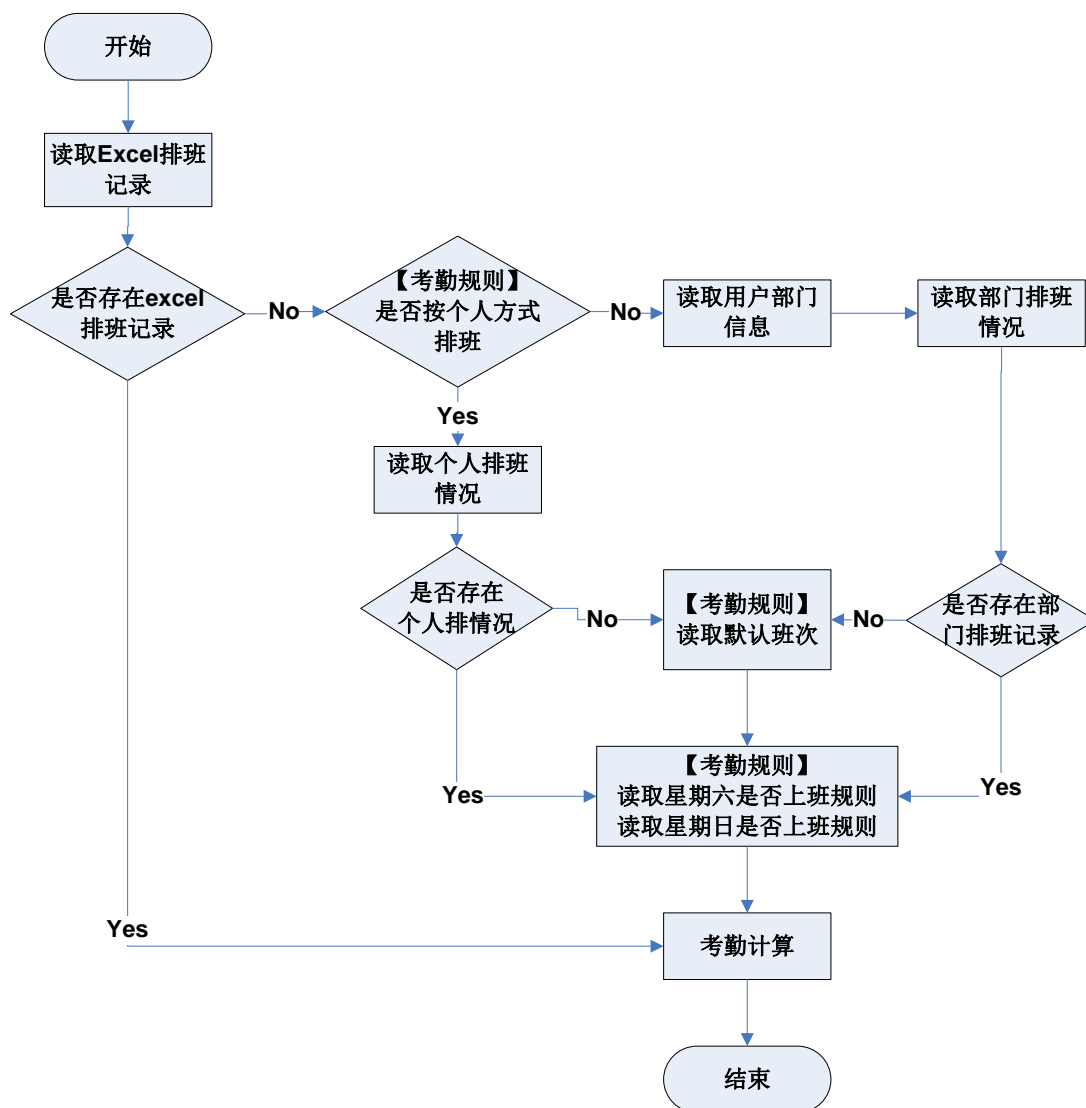 开始
读取Excel排班
记录
是否存在excel
排班记录
No
【考勤规则】
是否按个人方式
排班
No
读取用户部门
信息
读取部门排班
情况
Yes
读取个人排班
情况
是否存在
个人排情况
No
【考勤规则】
读取默认班次
No
是否存在部
门排班记录
Yes
【考勤规则】
读取星期六是否上班规则
读取星期日是否上班规则
Yes
Yes
考勤计算
结束